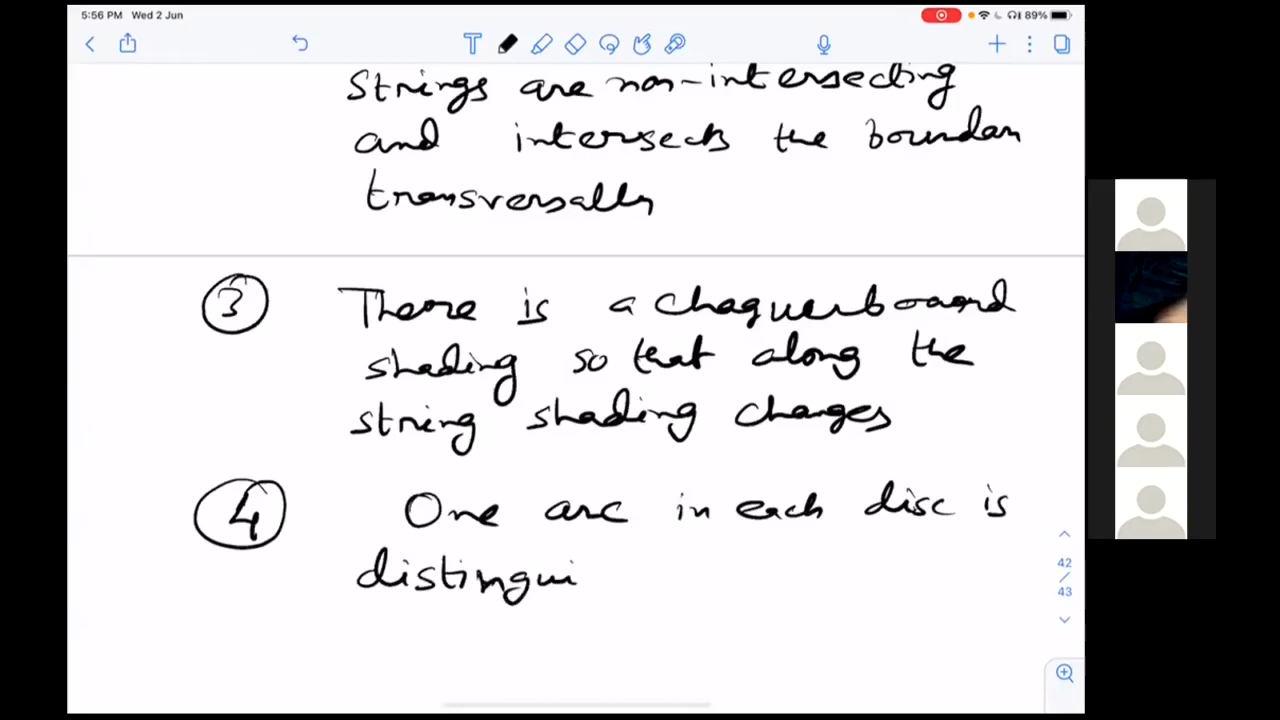 5:56 PM Wed 2 Jun
89%
T
Strings are non-intersecting
and intersects the boundary
transversally
3 There is a chequerboard
shading so that along the
string shading changes
4 One arc in each disc is
distingui
42
/
43